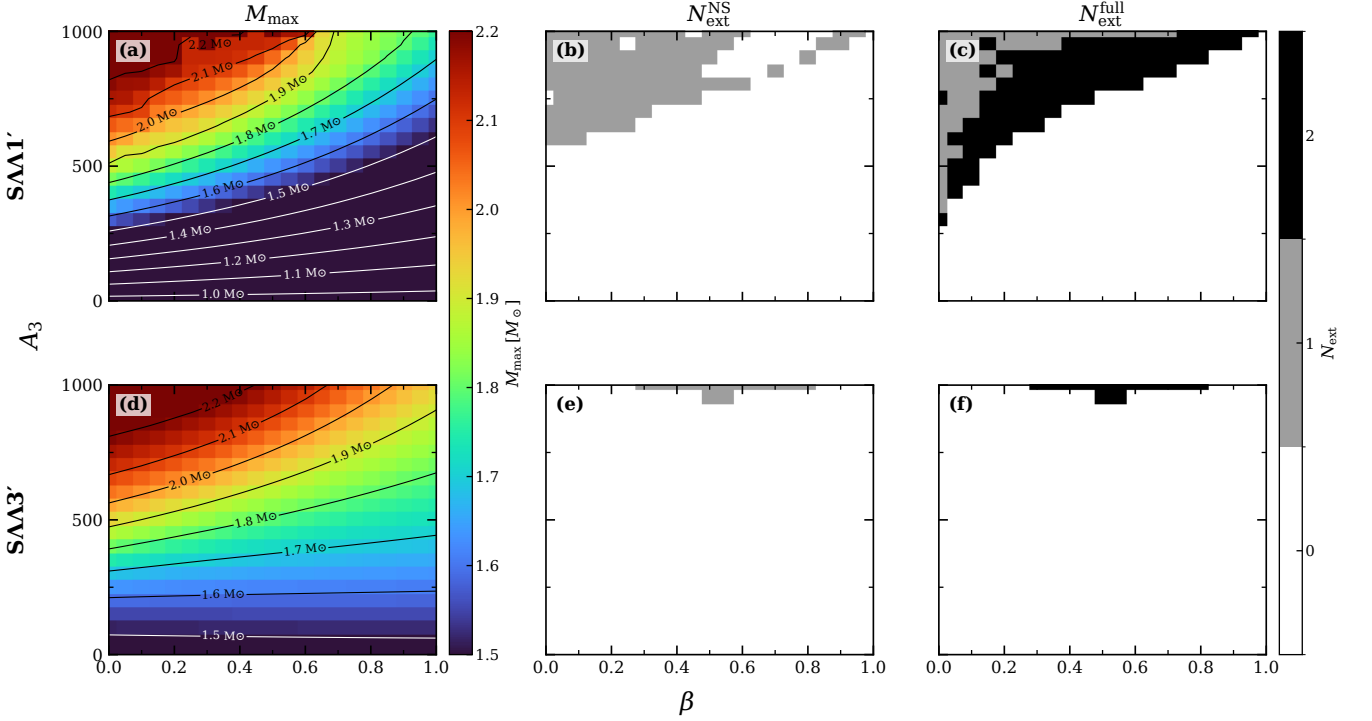 M_max
N_ext^NS
N_ext^full
SΛΛ1′
(a)
2.2 M⊙
2.1 M⊙
2.0 M⊙
1.9 M⊙
1.8 M⊙
1.7 M⊙
1.6 M⊙
1.5 M⊙
1.4 M⊙
1.3 M⊙
1.2 M⊙
1.1 M⊙
1.0 M⊙
1000
500
0
(b)
(c)
2.2
2.1
2.0
1.9
1.8
1.7
1.6
1.5
M_max [M_⊙]
2
1
0
N_ext
A_3
SΛΛ3′
(d)
2.2 M⊙
2.1 M⊙
2.0 M⊙
1.9 M⊙
1.8 M⊙
1.7 M⊙
1.6 M⊙
1.5 M⊙
1000
500
0
(e)
(f)
0.0 0.2 0.4 0.6 0.8 1.0
0.0 0.2 0.4 0.6 0.8 1.0
0.0 0.2 0.4 0.6 0.8 1.0
β